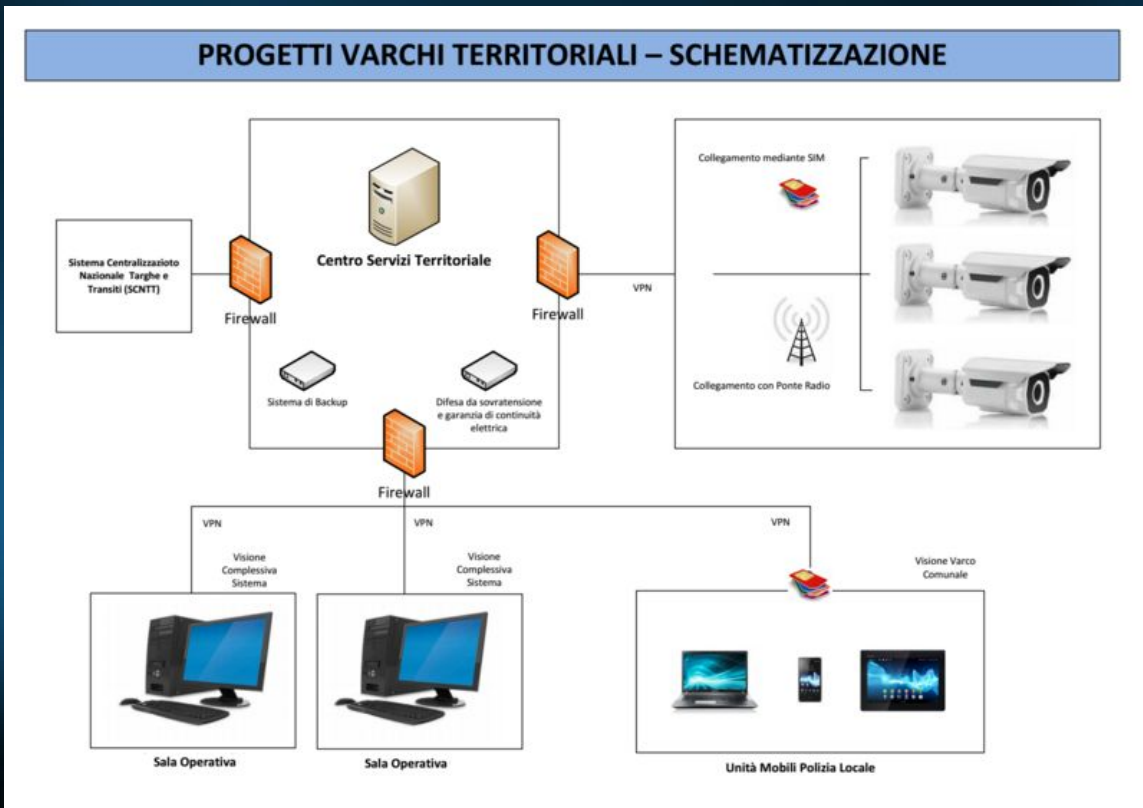 PROGETTI VARCHI TERRITORIALI – SCHEMATIZZAZIONE
Collegamento mediante SIM
Sistema Centralizzazioto
Nazionale Targhe e
Transiti (SCNTT)
Centro Servizi Territoriale
Firewall
Firewall
VPN
Collegamento con Ponte Radio
Sistema di Backup
Difesa da sovratensione
e garanzia di continuità
elettrica
Firewall
VPN
VPN
VPN
Visione
Complessiva
Sistema
Visione
Complessiva
Sistema
Visione Varco
Comunale
Sala Operativa
Sala Operativa
Unità Mobili Polizia Locale